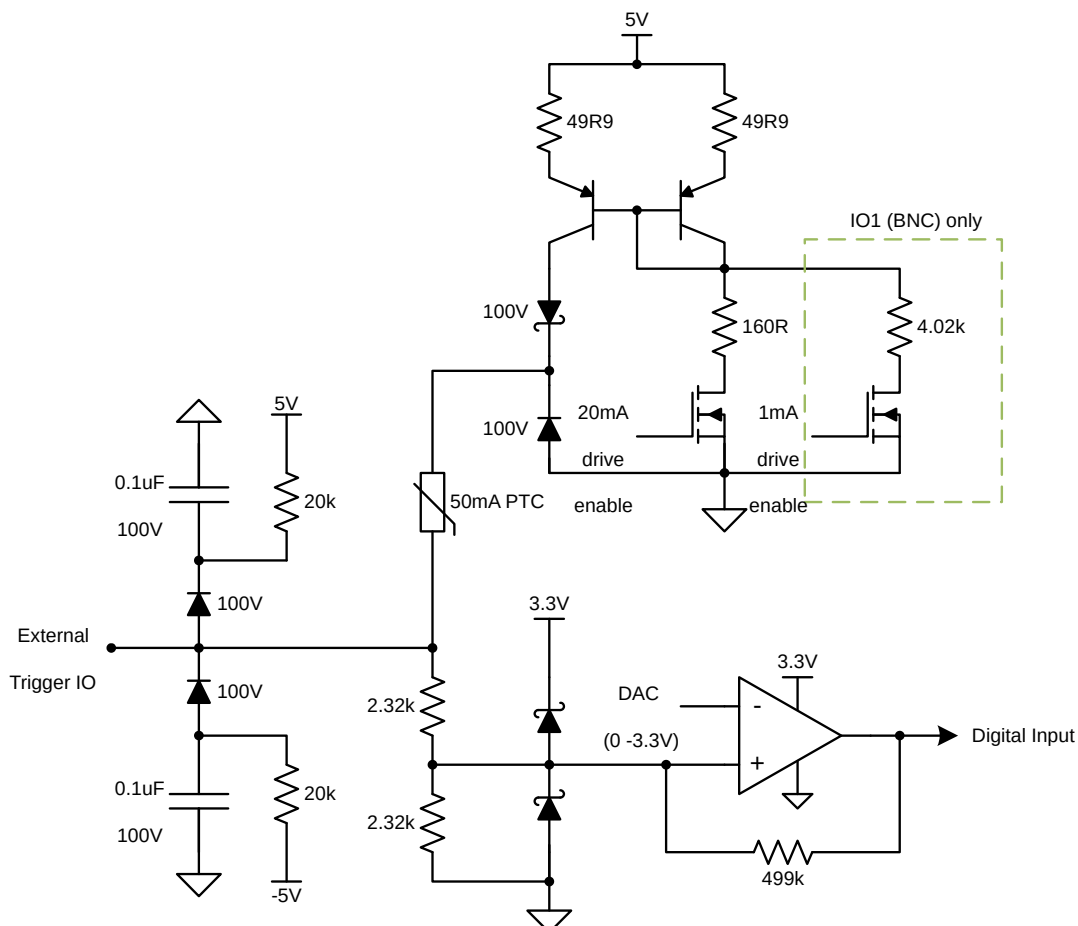 5V
49R9
49R9
IO1 (BNC) only
100V
160R
4.02k
5V
100V
20mA
drive
enable
1mA
drive
enable
0.1uF
100V
20k
50mA PTC
100V
3.3V
External
Trigger IO
3.3V
100V
2.32k
DAC
(0 -3.3V)
-
+
Digital Input
0.1uF
100V
20k
2.32k
499k
-5V